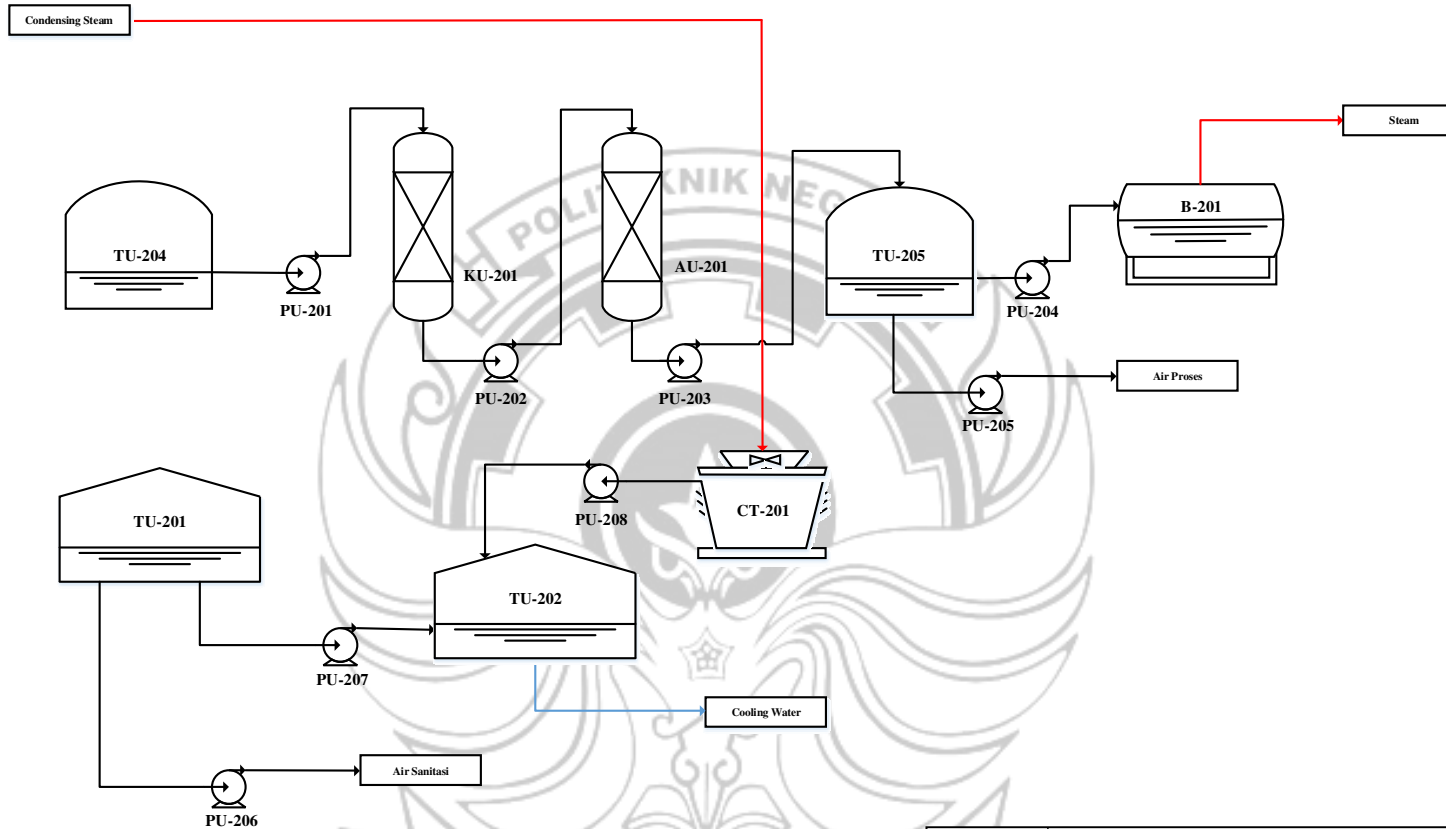 Condensing Steam
Steam
POLITEKNIK NEG
B-201
TU-204
TU-205
KU-201
AU-201
PU-201
PU-204
Air Proses
PU-202
PU-203
PU-205
CT-201
TU-201
PU-208
TU-202
PU-207
Cooling Water
Air Sanitasi
PU-206